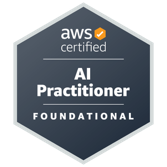 aws
certified
AI
Practitioner
FOUNDATIONAL